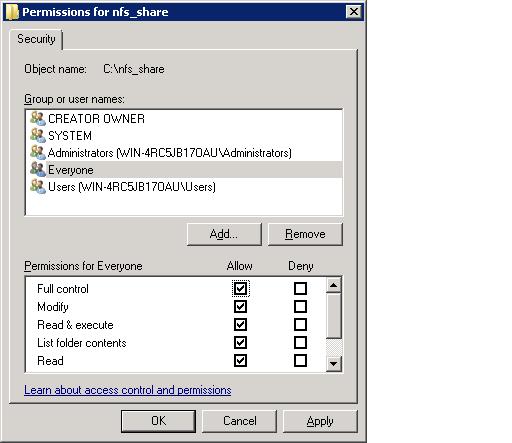 Permissions for nfs_share
Security
Object name: C:\nfs_share
Group or user names:
CREATOR OWNER
SYSTEM
Administrators (WIN-4RC5JB17OAU\Administrators)
Everyone
Users (WIN-4RC5JB17OAU\Users)
Add... Remove
Permissions for Everyone Allow Deny
Full control
Modify
Read & execute
List folder contents
Read
Learn about access control and permissions
OK Cancel Apply